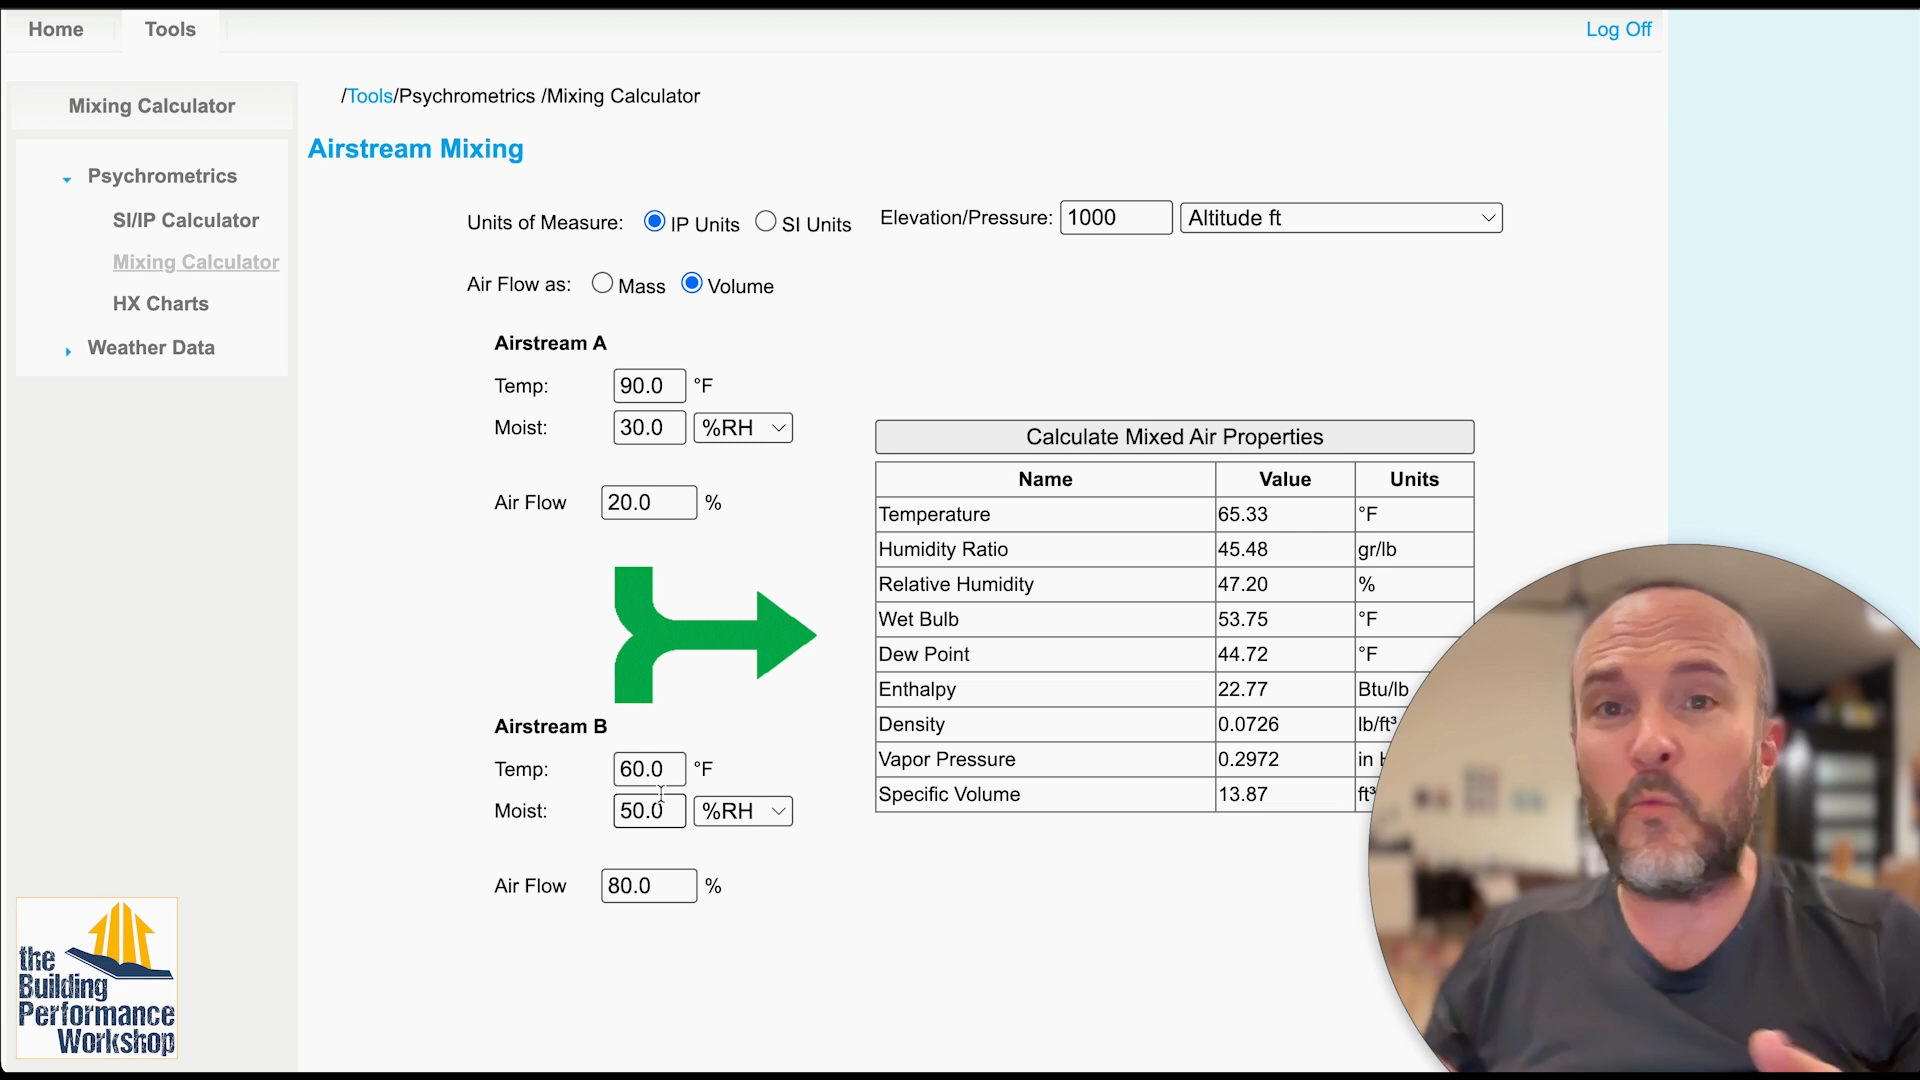 Home
Tools
Log Off
Mixing Calculator
/Tools/Psychrometrics /Mixing Calculator
Airstream Mixing
Psychrometrics
SI/IP Calculator
Mixing Calculator
HX Charts
Weather Data
Units of Measure: IP Units SI Units
Elevation/Pressure: 1000 Altitude ft
Air Flow as: Mass Volume
Airstream A
Temp: 90.0 °F
Moist: 30.0 %RH
Air Flow 20.0 %
Calculate Mixed Air Properties
Name Value Units
Temperature 65.33 °F
Humidity Ratio 45.48 gr/lb
Relative Humidity 47.20 %
Wet Bulb 53.75 °F
Dew Point 44.72 °F
Enthalpy 22.77 Btu/lb
Density 0.0726 lb/ft³
Vapor Pressure 0.2972 in
Specific Volume 13.87 ft³
Airstream B
Temp: 60.0 °F
Moist: 50.0 %RH
Air Flow 80.0 %
the
Building
Performance
Workshop